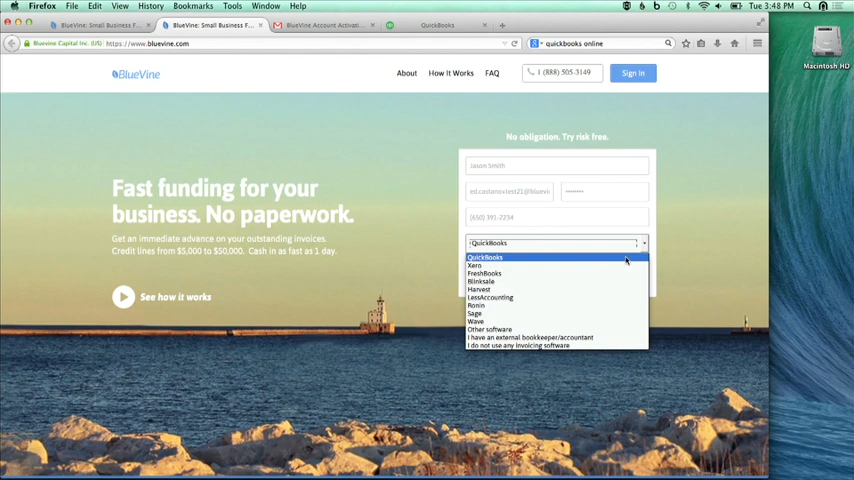 Firefox File Edit View History Bookmarks Tools Window Help
Tue 3:48 PM
BlueVine: Small Business F...
BlueVine: Small Business F...
BlueVine Account Activati...
QuickBooks
Bluevine Capital Inc. (US)
https://www.bluevine.com
quickbooks online
Macintosh HD
BlueVine
About
How It Works
FAQ
1 (888) 505-3149
Sign In
No obligation. Try risk free.
Jason Smith
Fast funding for your
business. No paperwork.
Get an immediate advance on your outstanding invoices.
Credit lines from $5,000 to $50,000. Cash in as fast as 1 day.
See how it works
(650) 391-7234
QuickBooks
QuickBooks
Xero
FreshBooks
Blinksale
Harvest
LessAccounting
Ronin
Sage
Wave
Other software
I have an external bookkeeper/accountant
I do not use any invoicing software